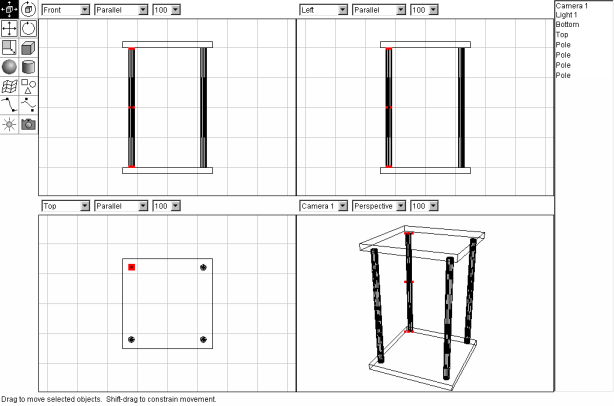 Front Parallel 100 Left Parallel 100
Camera 1
Light 1
Bottom
Top
Pole
Pole
Pole
Pole
Top Parallel 100 Camera 1 Perspective 100
Drag to move selected objects. Shift-drag to constrain movement.